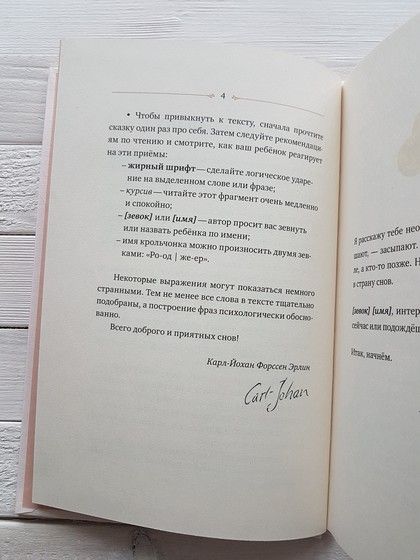 4
• Чтобы привыкнуть к тексту, сначала прочтите
сказку один раз про себя. Затем следуйте рекомендаци-
ям по чтению и смотрите, как ваш ребёнок реагирует
на эти приёмы:
– жирный шрифт — сделайте логическое ударе-
ние на выделенном слове или фразе;
– курсив — читайте этот фрагмент очень медленно
и спокойно;
– [зевок] или [имя] — автор просит вас зевнуть
или назвать ребёнка по имени;
– имя крольчонка можно произносить двумя зев-
ками: «Ро-од | же-ер».
Некоторые выражения могут показаться немного
странными. Тем не менее все слова в тексте тщательно
подобраны, а построение фраз психологически обосно-
ванно.
Всего доброго и приятных снов!
Карл-Йохан Форссен Эрлин
Carl-Johan
Я расскажу тебе
пают, — засыпают.
е, а кто-то позже.
в страну снов.
[зевок] [имя],
сейчас или
Итак, начнём.